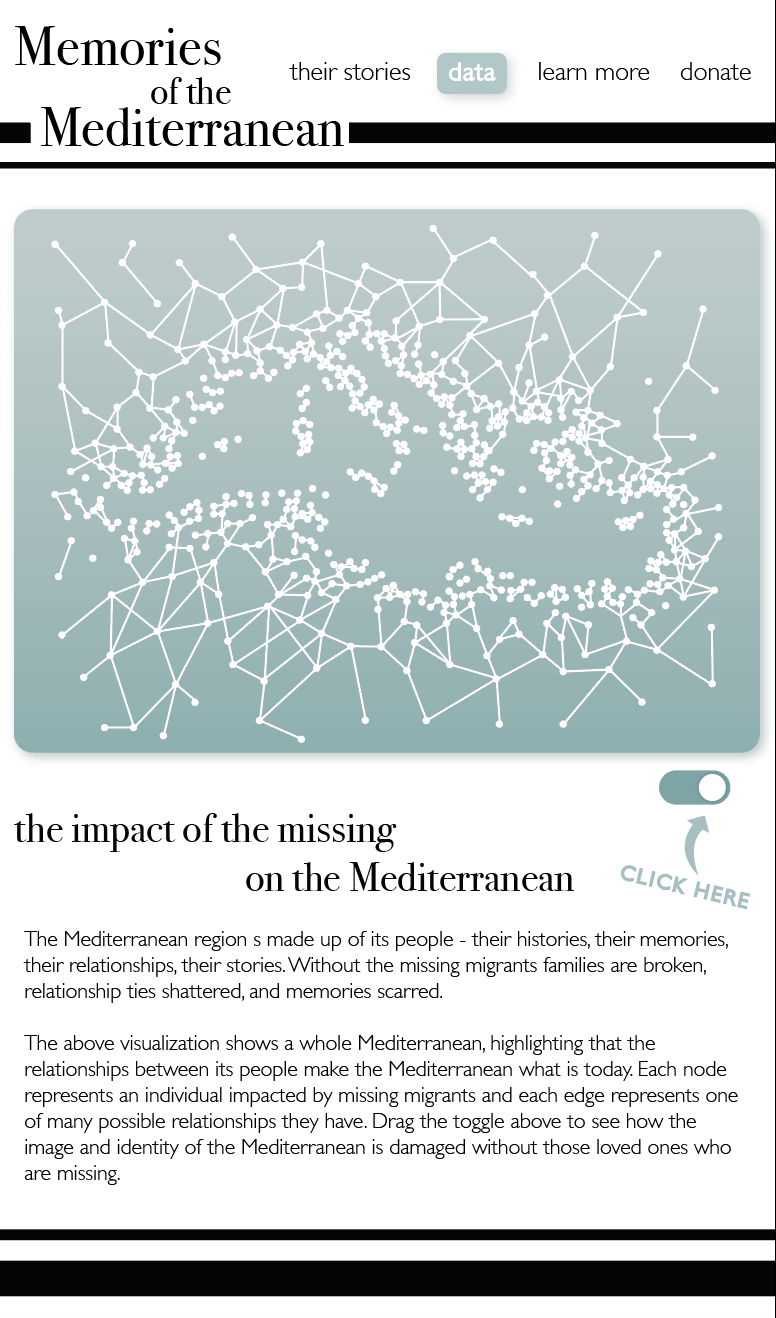 Memories
of the
Mediterranean
their stories data learn more donate
the impact of the missing
on the Mediterranean
CLICK HERE
The Mediterranean region s made up of its people - their histories, their memories,
their relationships, their stories. Without the missing migrants families are broken,
relationship ties shattered, and memories scarred.
The above visualization shows a whole Mediterranean, highlighting that the
relationships between its people make the Mediterranean what is today. Each node
represents an individual impacted by missing migrants and each edge represents one
of many possible relationships they have. Drag the toggle above to see how the
image and identity of the Mediterranean is damaged without those loved ones who
are missing.